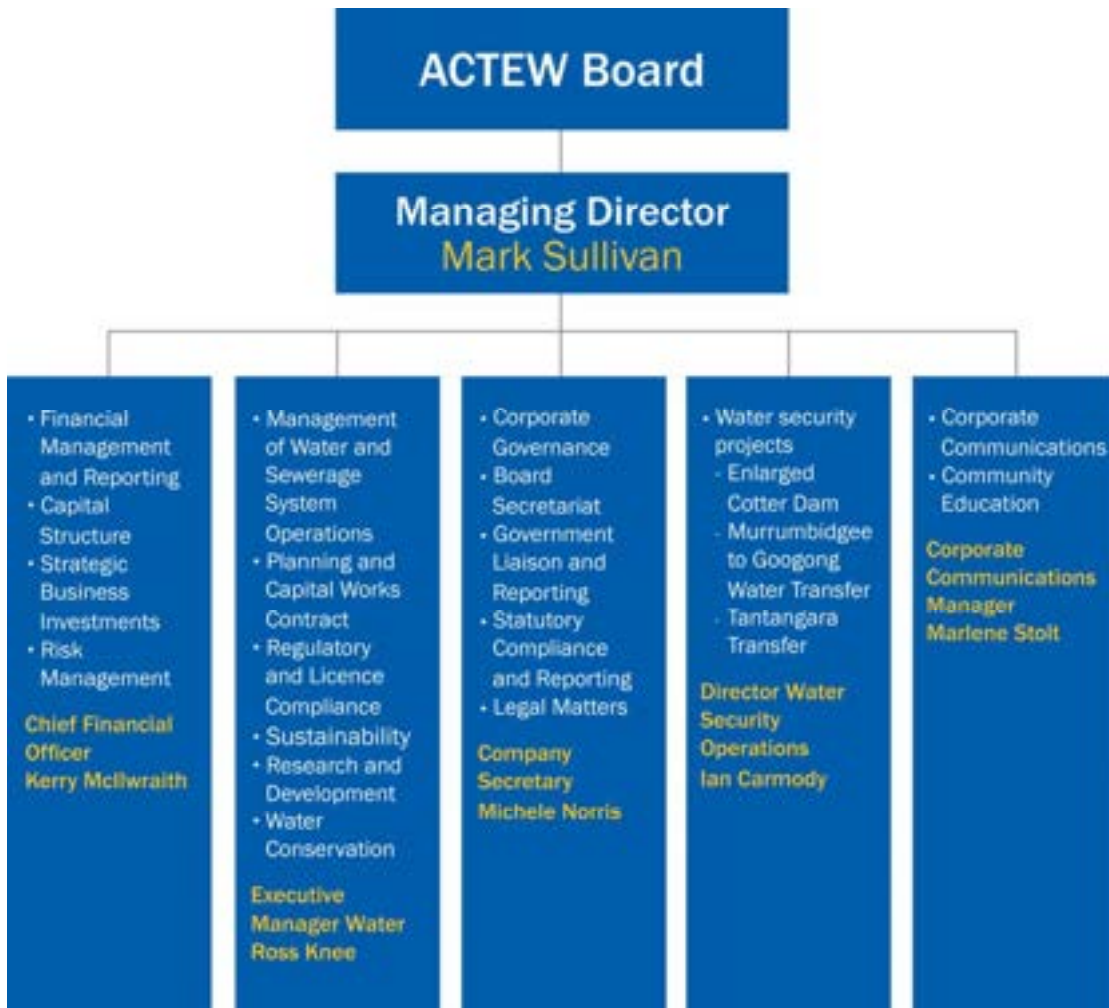 ACTEW Board
Managing Director
Mark Sullivan
• Financial
Management
and Reporting
• Capital
Structure
• Strategic
Business
Investments
• Risk
Management
Chief Financial
Officer
Kerry McIlwraith
• Management
of Water and
Sewerage
System
Operations
• Planning and
Capital Works
Contract
• Regulatory
and Licence
Compliance
• Sustainability
• Research and
Development
• Water
Conservation
Executive
Manager Water
Ross Knee
• Corporate
Governance
• Board
Secretariat
• Government
Liaison and
Reporting
• Statutory
Compliance
and Reporting
• Legal Matters
Company
Secretary
Michele Norris
• Water security
projects
- Enlarged
Cotter Dam
- Murrumbidgee
to Googong
Water Transfer
- Tantangara
Transfer
Director Water
Security
Operations
Ian Carmody
• Corporate
Communications
• Community
Education
Corporate
Communications
Manager
Marlene Stolt